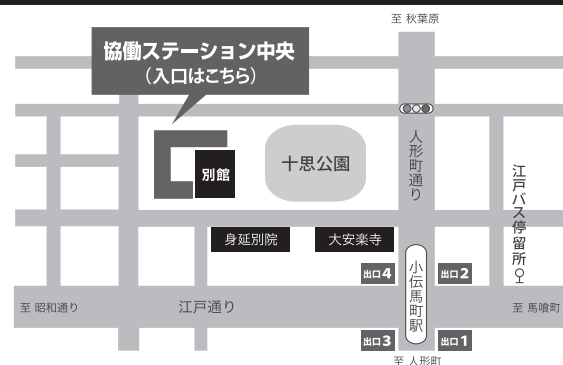 至 秋葉原
協働ステーション中央
（入口はこちら）
人形町通り
別館
十思公園
江戸バス停留所
身延別院
大安楽寺
出口4
小伝馬町駅
出口2
至 昭和通り
江戸通り
至 馬喰町
出口3
出口1
至 人形町